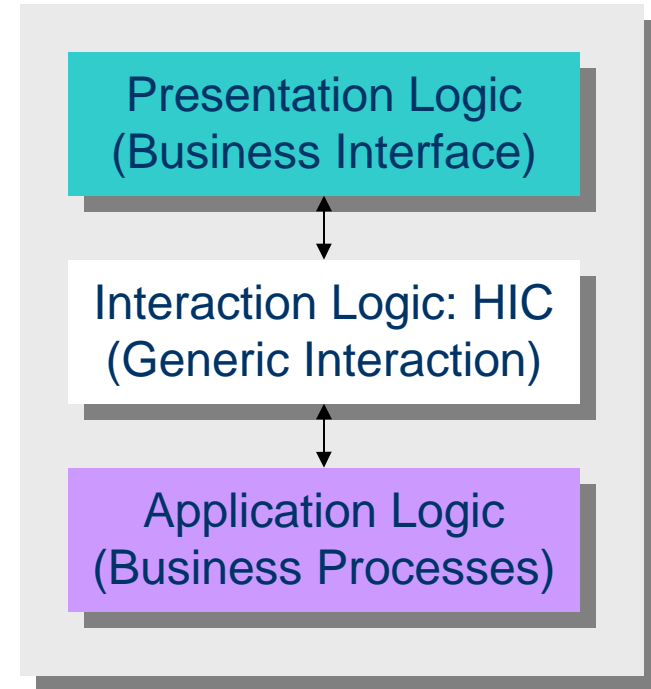 Presentation Logic
(Business Interface)
Interaction Logic: HIC
(Generic Interaction)
Application Logic
(Business Processes)